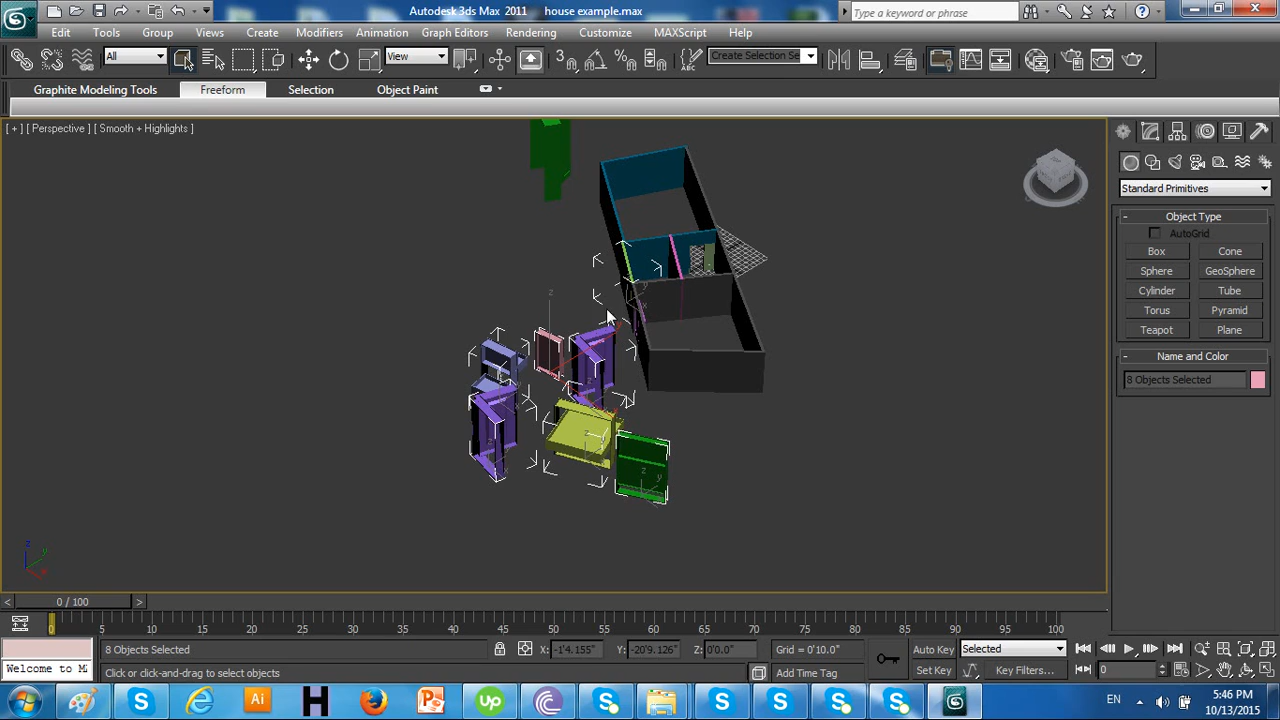 Autodesk 3ds Max 2011 house example.max
Type a keyword or phrase
Edit Tools Group Views Create Modifiers Animation Graph Editors Rendering Customize MAXScript Help
All View 3 Create Selection Se
Graphite Modeling Tools Freeform Selection Object Paint
[ + ] [ Perspective ] [ Smooth + Highlights ]
Standard Primitives
- Object Type
AutoGrid
Box Cone
Sphere GeoSphere
Cylinder Tube
Torus Pyramid
Teapot Plane
- Name and Color
8 Objects Selected
z
z
y
x
z
z
z
y
z y x
< 0 / 100 >
0 5 10 15 20 25 30 35 40 45 50 55 60 65 70 75 80 85 90 95 100
8 Objects Selected X: -1'4.155" Y: -20'9.126" Z: 0'0.0" Grid = 0'10.0" Auto Key Selected
Welcome to M Click or click-and-drag to select objects Add Time Tag Set Key Key Filters... 0
S Ai H P Up S S S S S EN 5:46 PM
10/13/2015